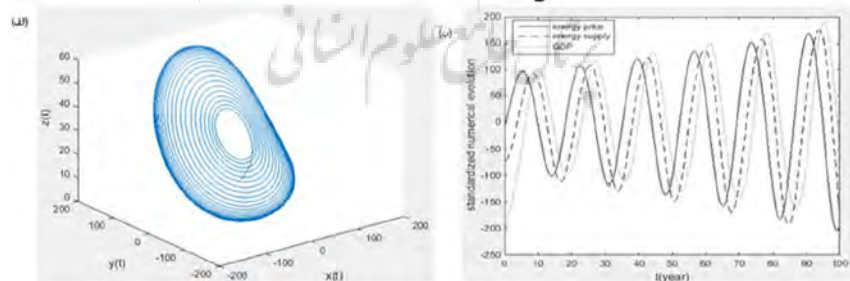 (الف)
60
50
40
30
20
10
0
z(t)
200
100
0
-100
-200
y(t)
-200
-100
0
100
200
x(t)
(ب)
200
150
100
50
0
-50
-100
-150
-200
-250
standardized numerical evolution
energy price
energy supply
GDP
0 10 20 30 40 50 60 70 80 90 100
t(year)
علوم انسانی